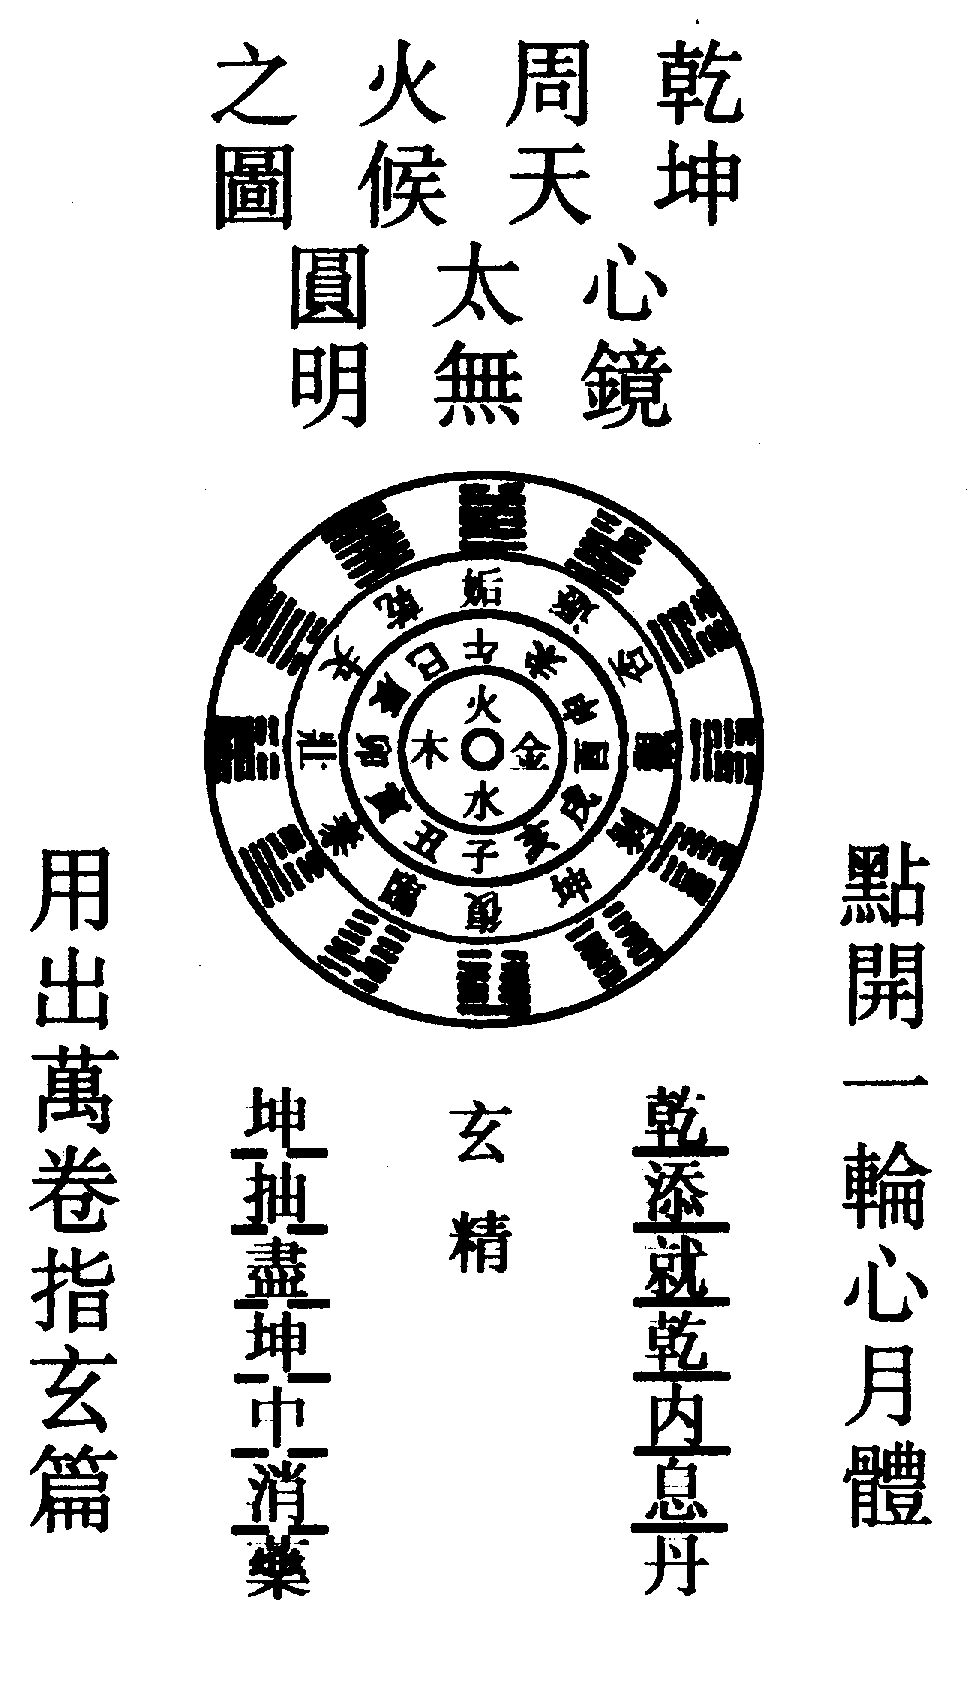 乾坤
周天
火候
之圖
心鏡
太無
圓明
姤遯否觀剝坤復臨泰壯夬乾
午未申酉戌亥子丑寅卯辰巳
火金水木
點開一輪心月體
乾添就乾内息丹
玄精
坤抽盡坤中消藥
用出萬卷指玄篇